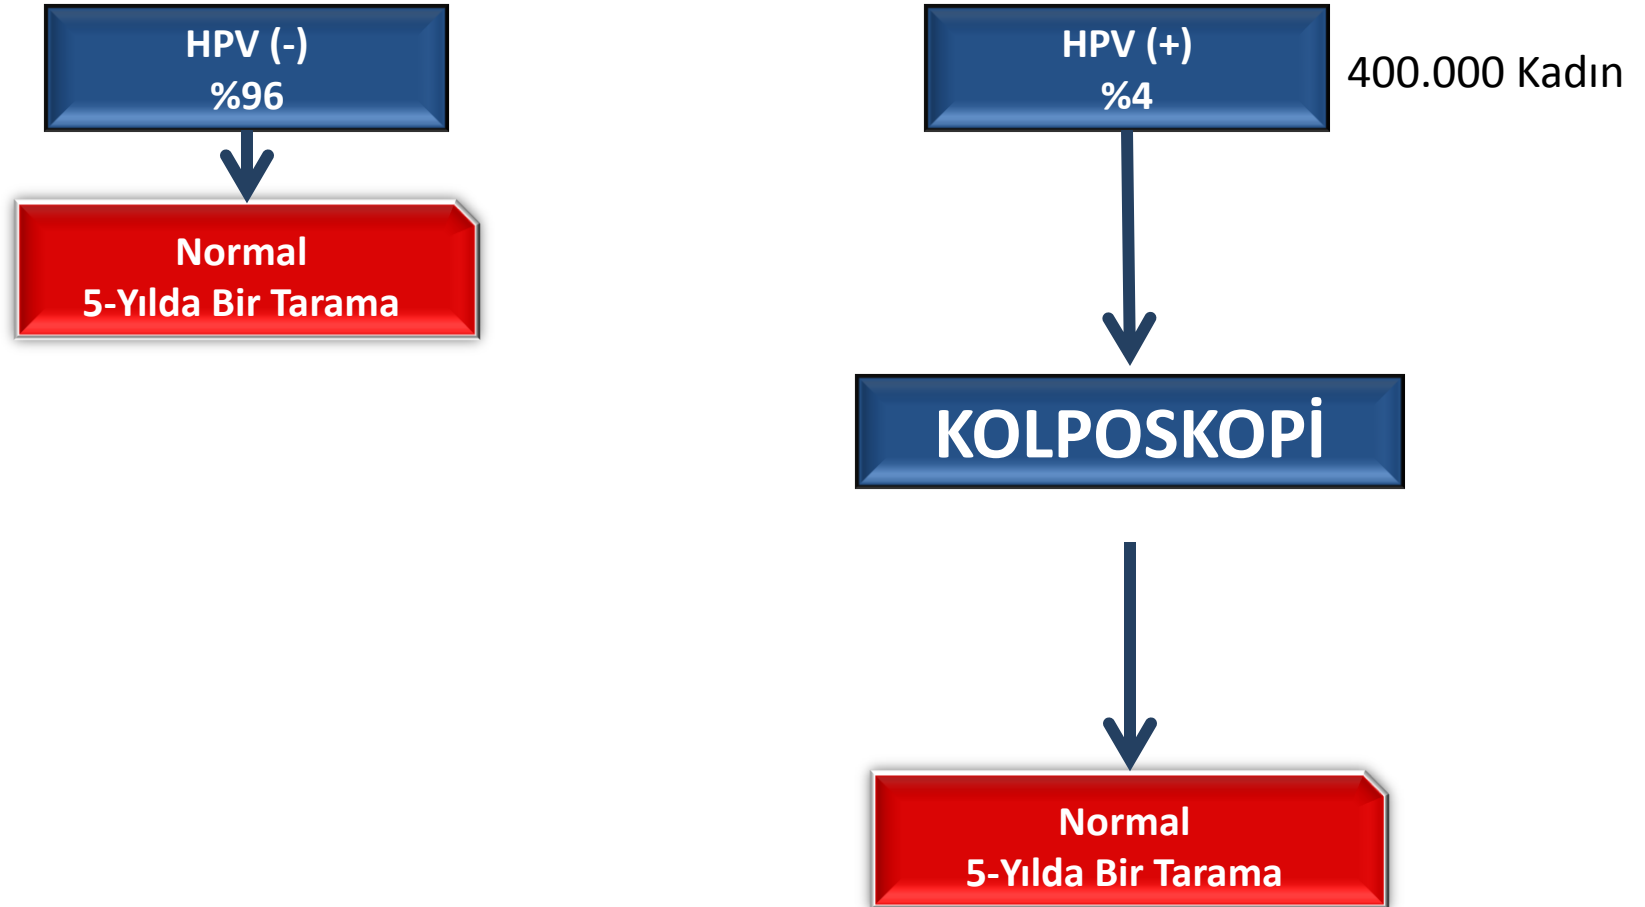 HPV (-)
%96
HPV (+)
%4
400.000 Kadın
Normal
5-Yılda Bir Tarama
KOLPOSKOPİ
Normal
5-Yılda Bir Tarama